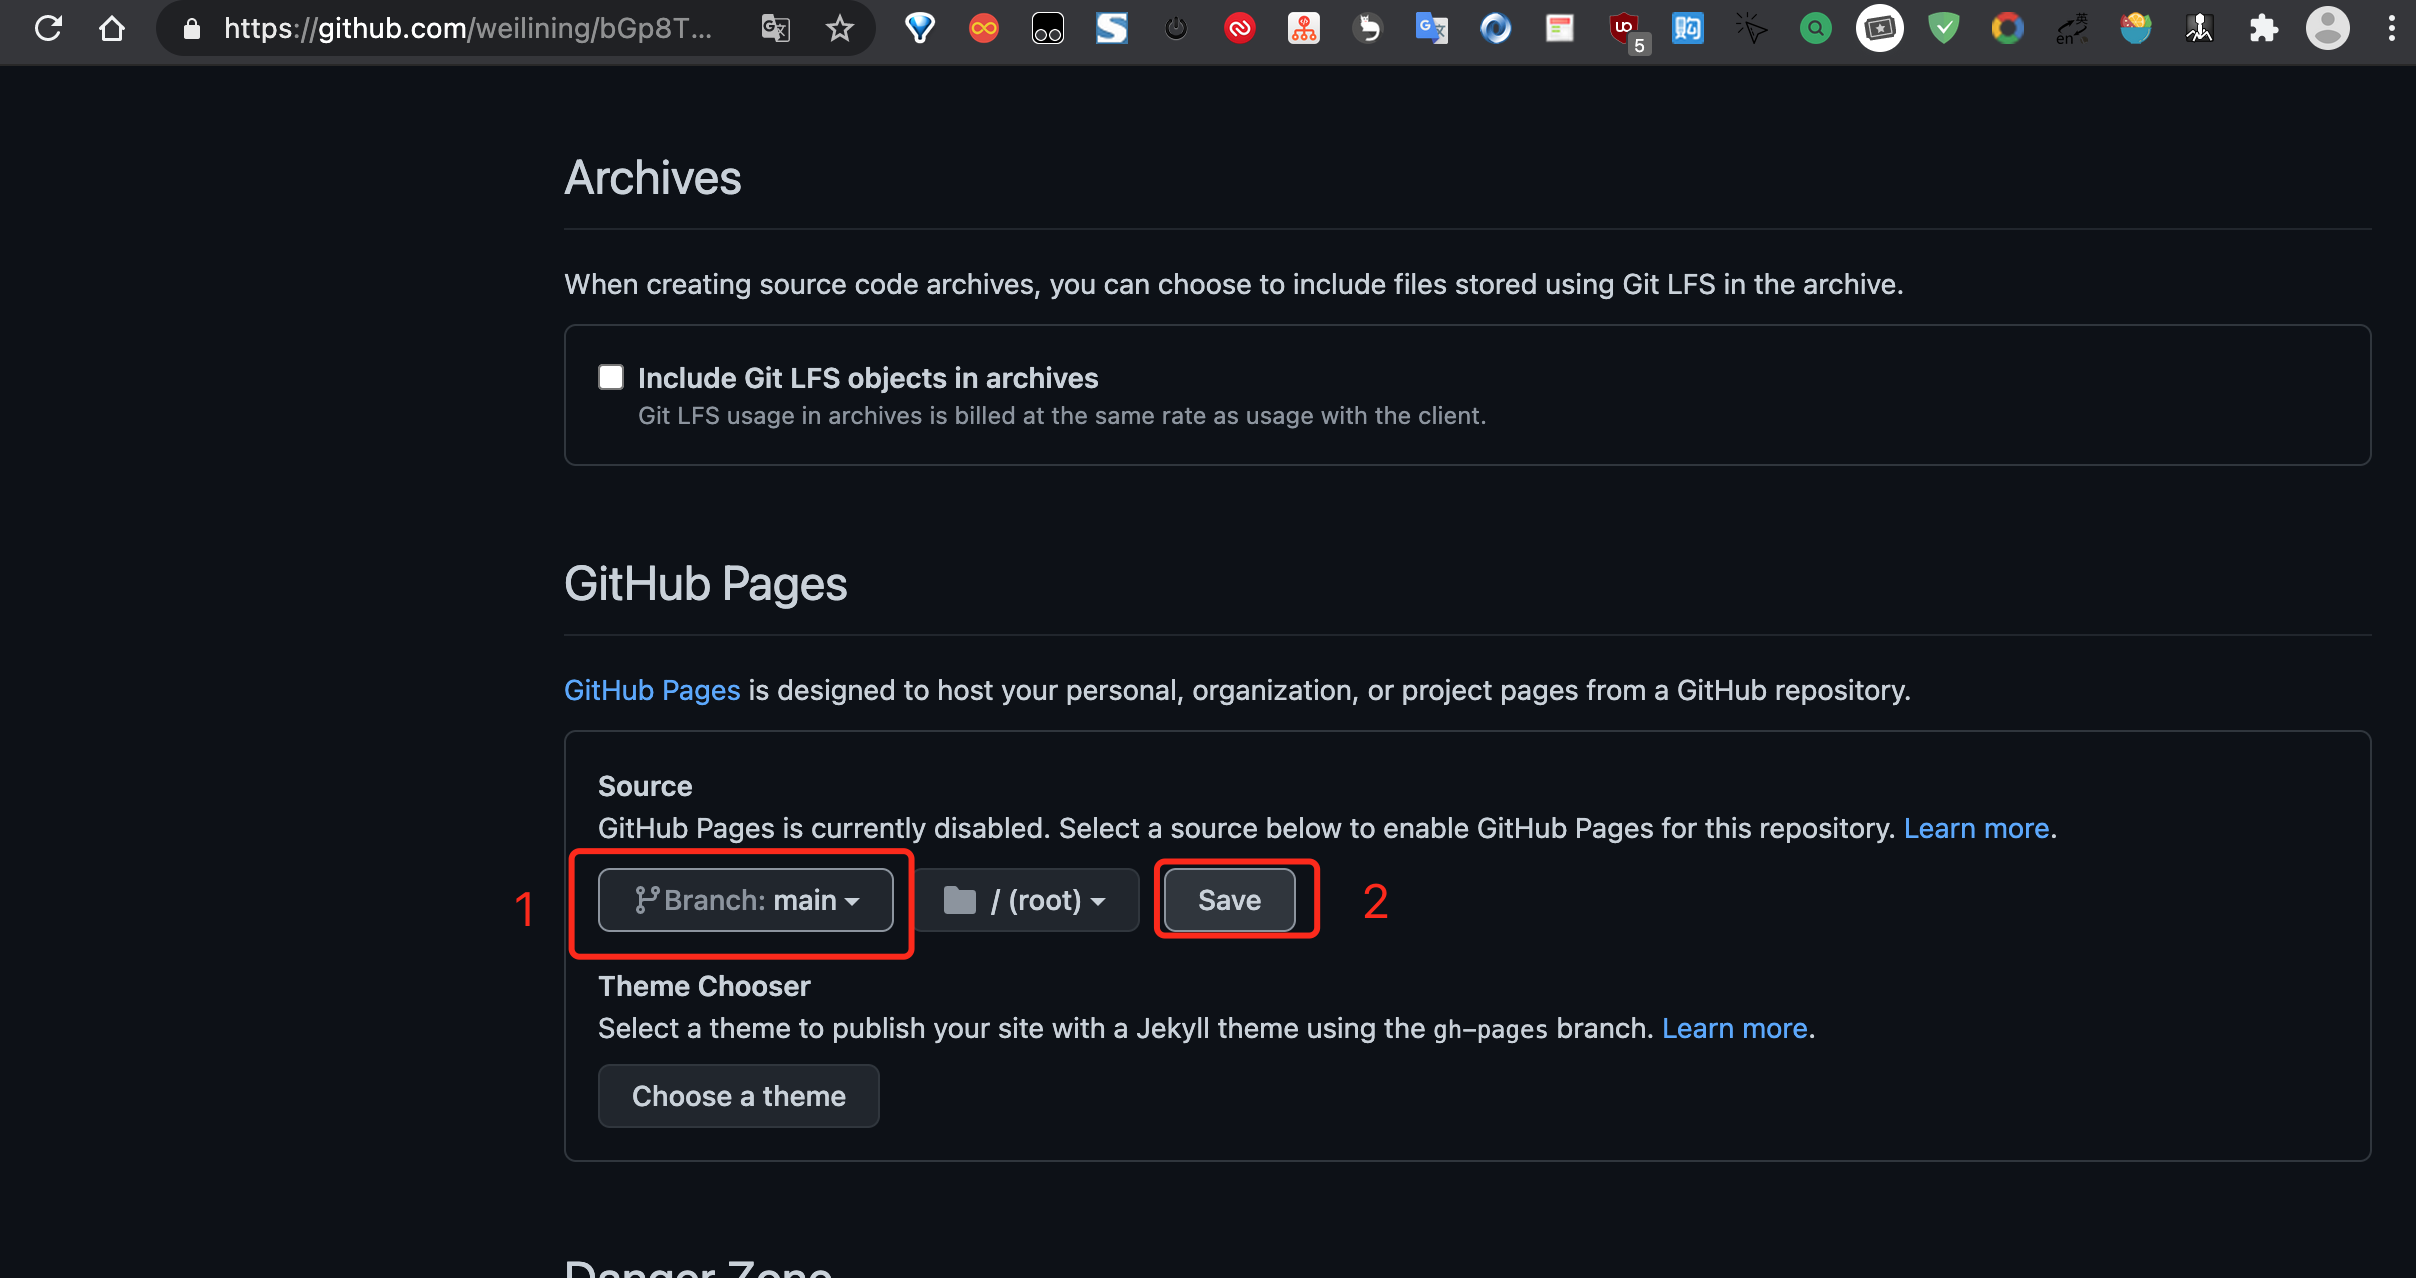 https://github.com/weilining/bGp8T...
5
购
en 英
Archives
When creating source code archives, you can choose to include files stored using Git LFS in the archive.
Include Git LFS objects in archives
Git LFS usage in archives is billed at the same rate as usage with the client.
GitHub Pages
GitHub Pages is designed to host your personal, organization, or project pages from a GitHub repository.
Source
GitHub Pages is currently disabled. Select a source below to enable GitHub Pages for this repository. Learn more.
1 Branch: main / (root) Save 2
Theme Chooser
Select a theme to publish your site with a Jekyll theme using the gh-pages branch. Learn more.
Choose a theme
Danger Zone